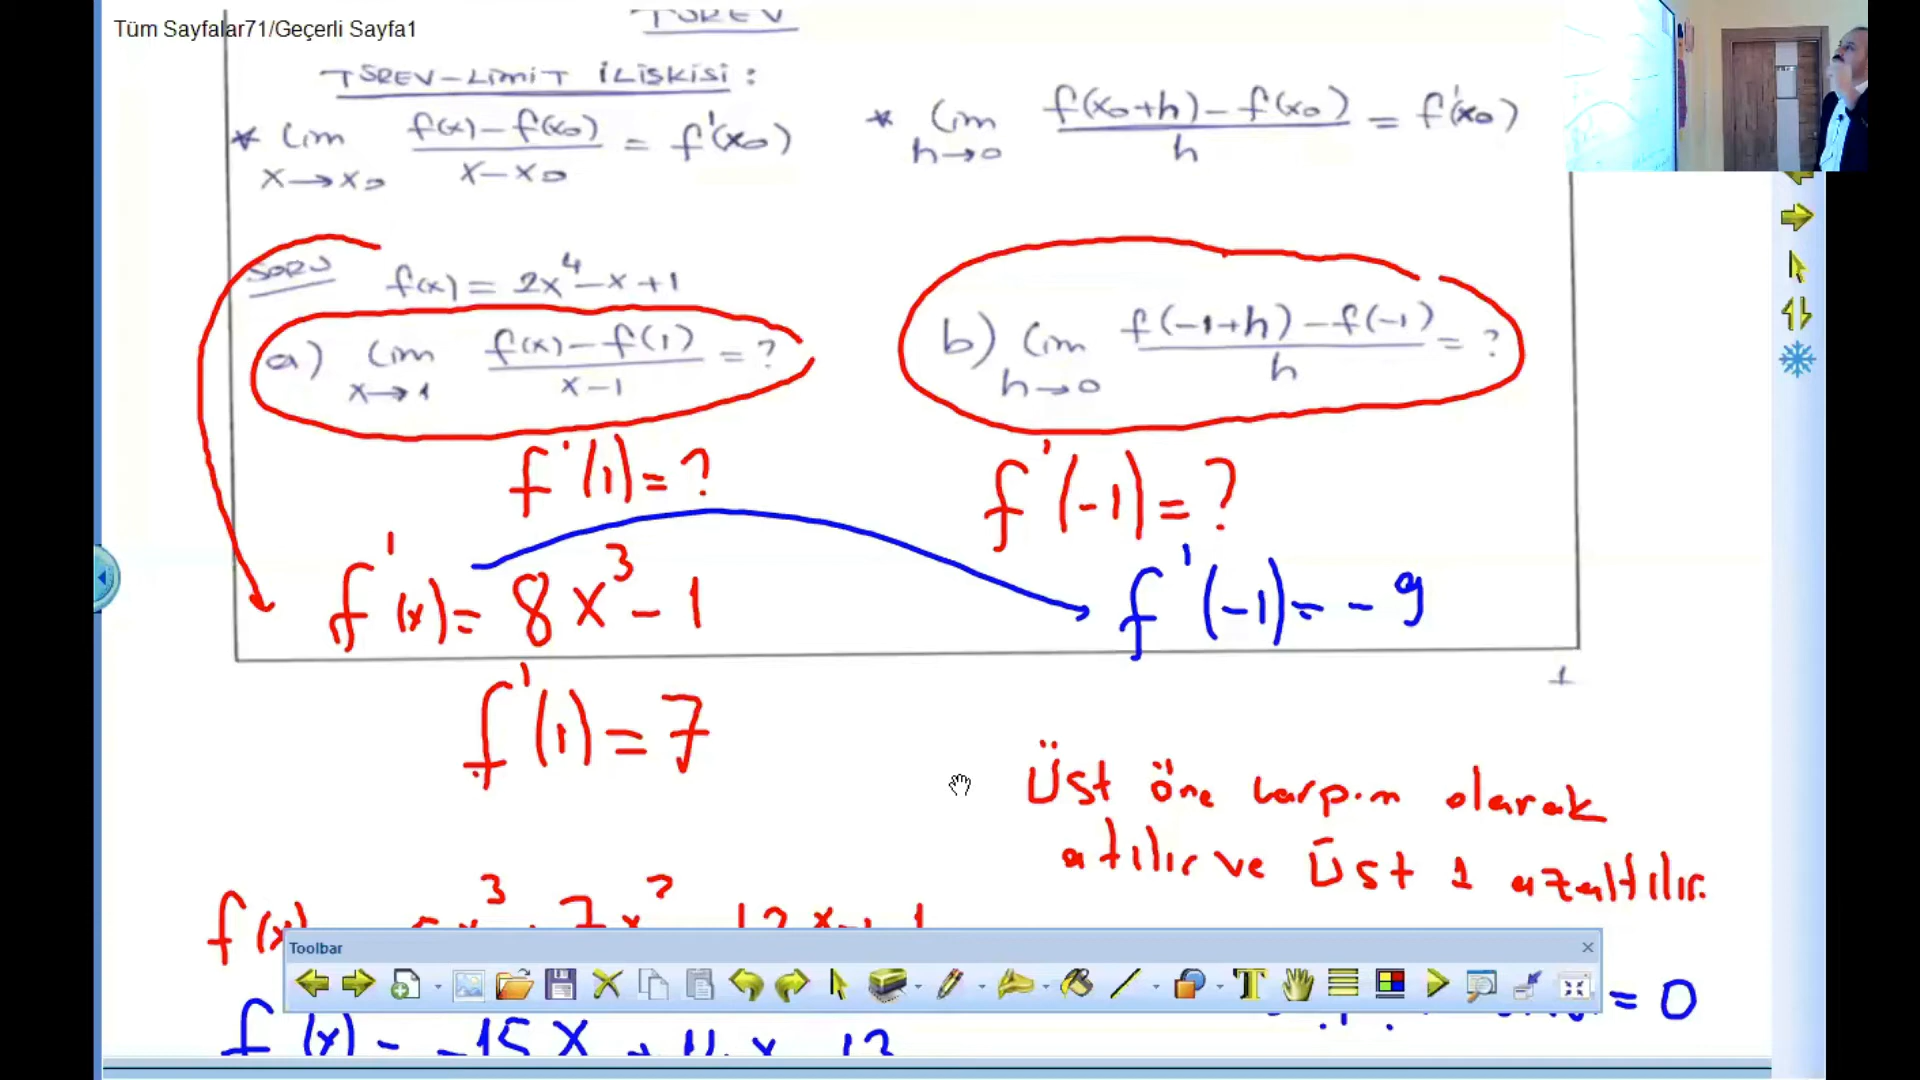 Tüm Sayfalar71/Geçerli Sayfa1
TÜREV
TÜREV-LİMİT İLİŞKİSİ:
* lim x→x₀ f(x)-f(x₀) / x-x₀ = f'(x₀)
* lim h→0 f(x₀+h)-f(x₀) / h = f'(x₀)
SORU f(x) = 2x⁴-x+1
a) lim x→1 f(x)-f(1) / x-1 = ?
b) lim h→0 f(-1+h)-f(-1) / h = ?
f'(1)=?
f'(-1)=?
f'(x)= 8x³-1
f'(-1)=-9
1
f'(1)=7
Üst öne çarpım olarak
atılır ve Üst 1 azaltılır.
f(x)
Toolbar
= 0